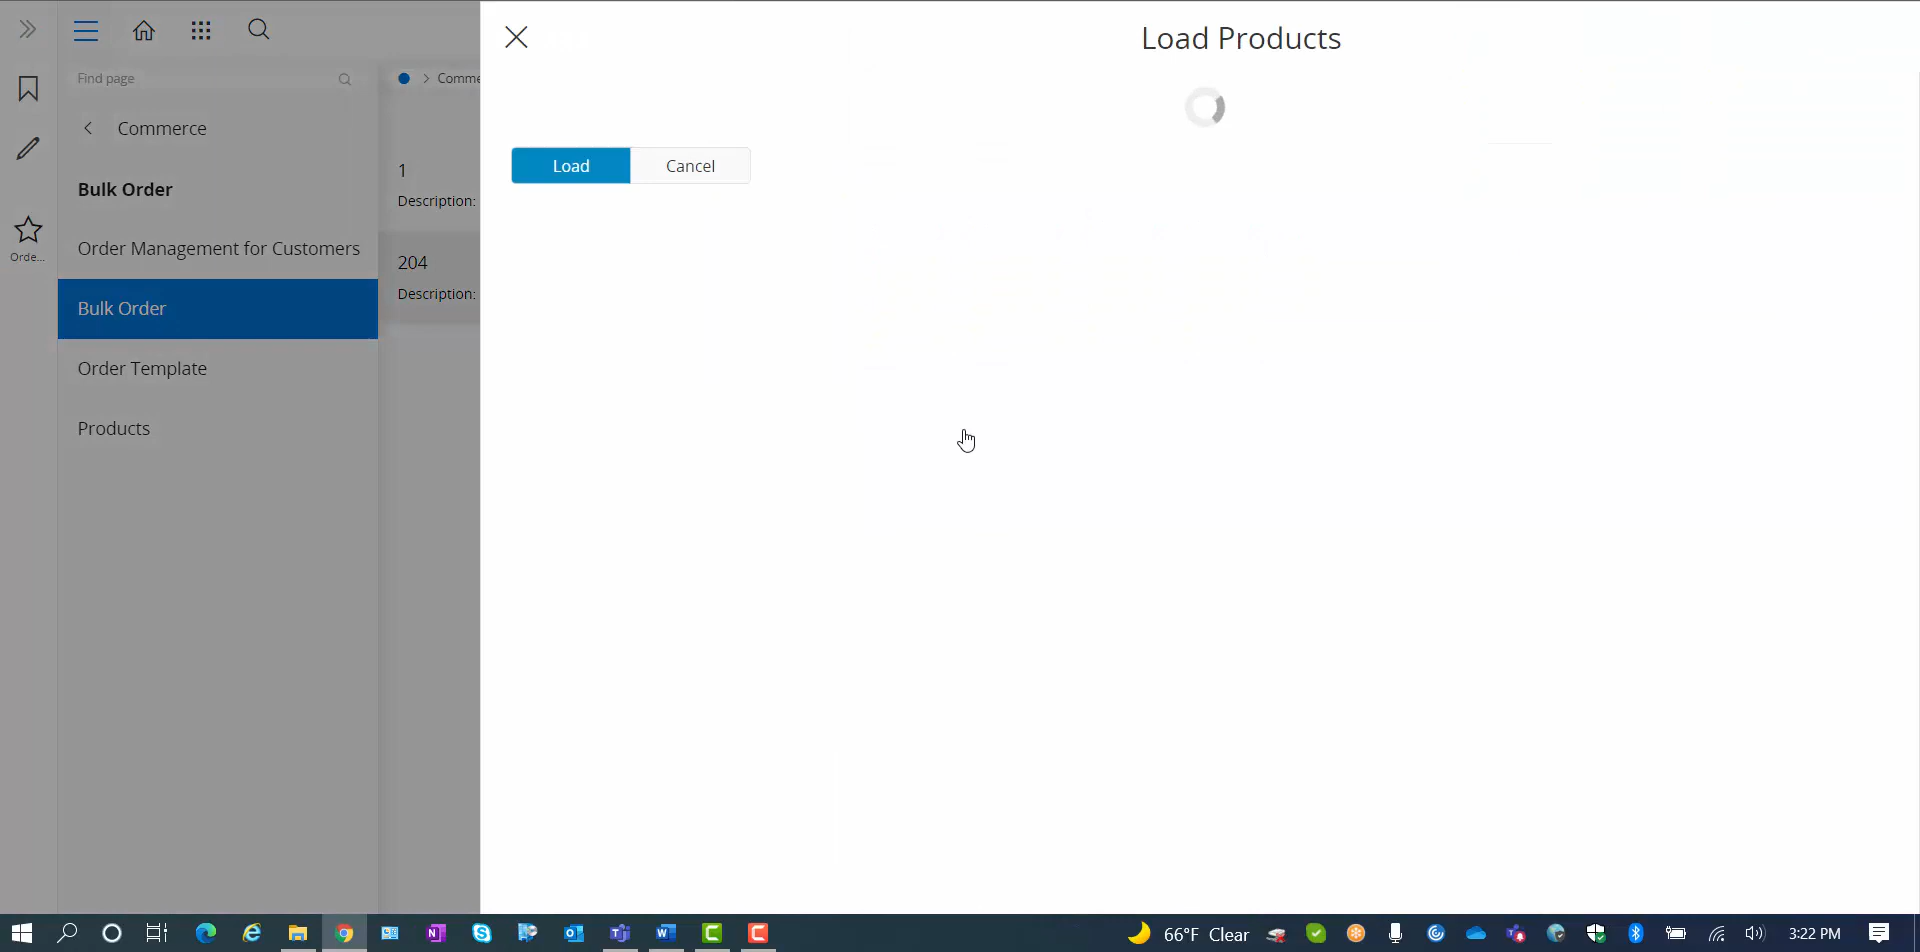 Load Products
Find page
Comme
Commerce
Load
Cancel
1
Description:
Bulk Order
Order Management for Customers
Orde...
204
Description:
Bulk Order
Order Template
Products
66°F Clear
3:22 PM